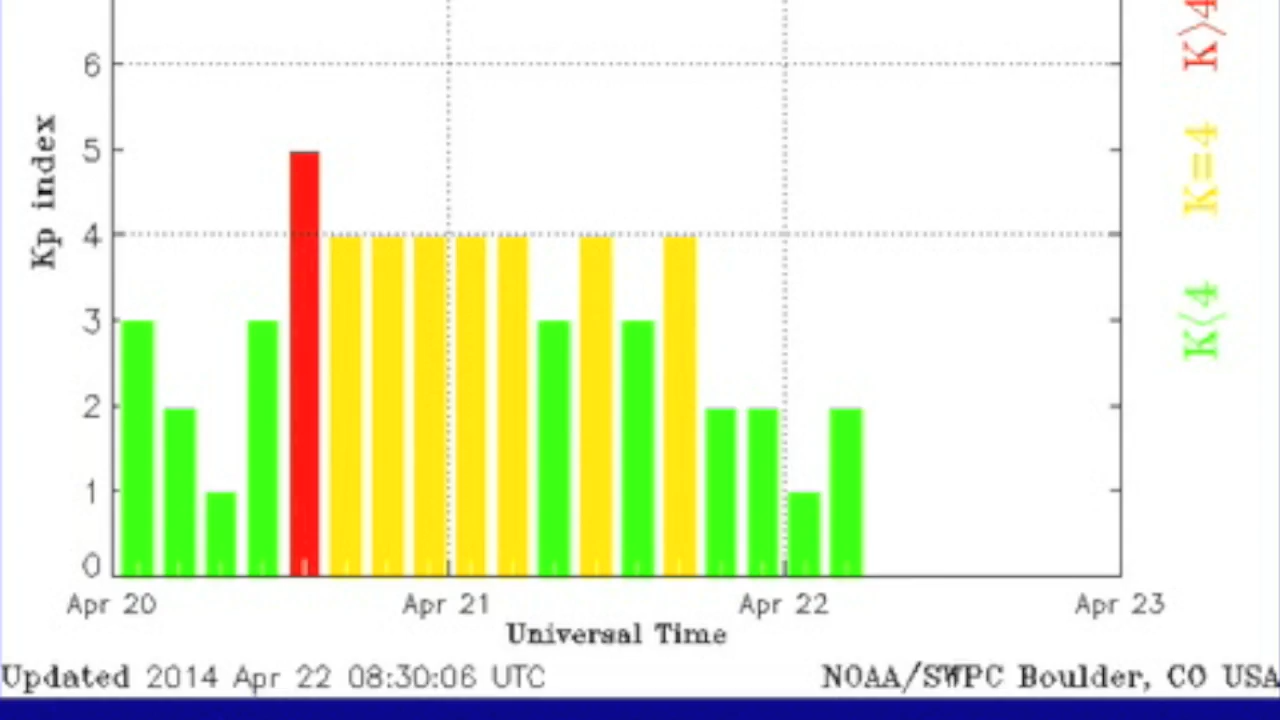 6
5
4
3
2
1
0
Kp index
Apr 20 Apr 21 Apr 22 Apr 23
Universal Time
Updated 2014 Apr 22 08:30:06 UTC NOAA/SWPC Boulder, CO USA
K<4 K=4 K>4